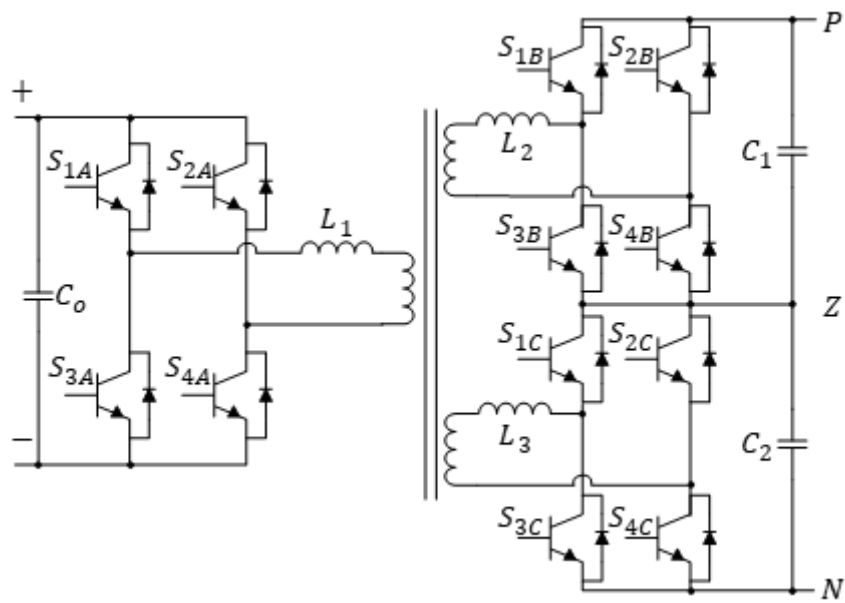 P
S1B S2B
+
L2
C1
S1A S2A
L1
S3B S4B
Co
Z
S1C S2C
S3A S4A
L3
C2
−
S3C S4C
N